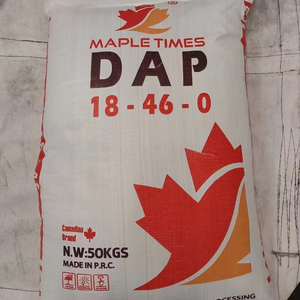 ®
MAPLE TIMES
DAP
18 - 46 - 0
Canadian
Brand
N.W:50KGS
MADE IN P.R.C.